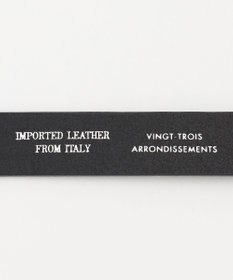 IMPORTED LEATHER
FROM ITALY
VINGT-TROIS
ARRONDISSEMENTS